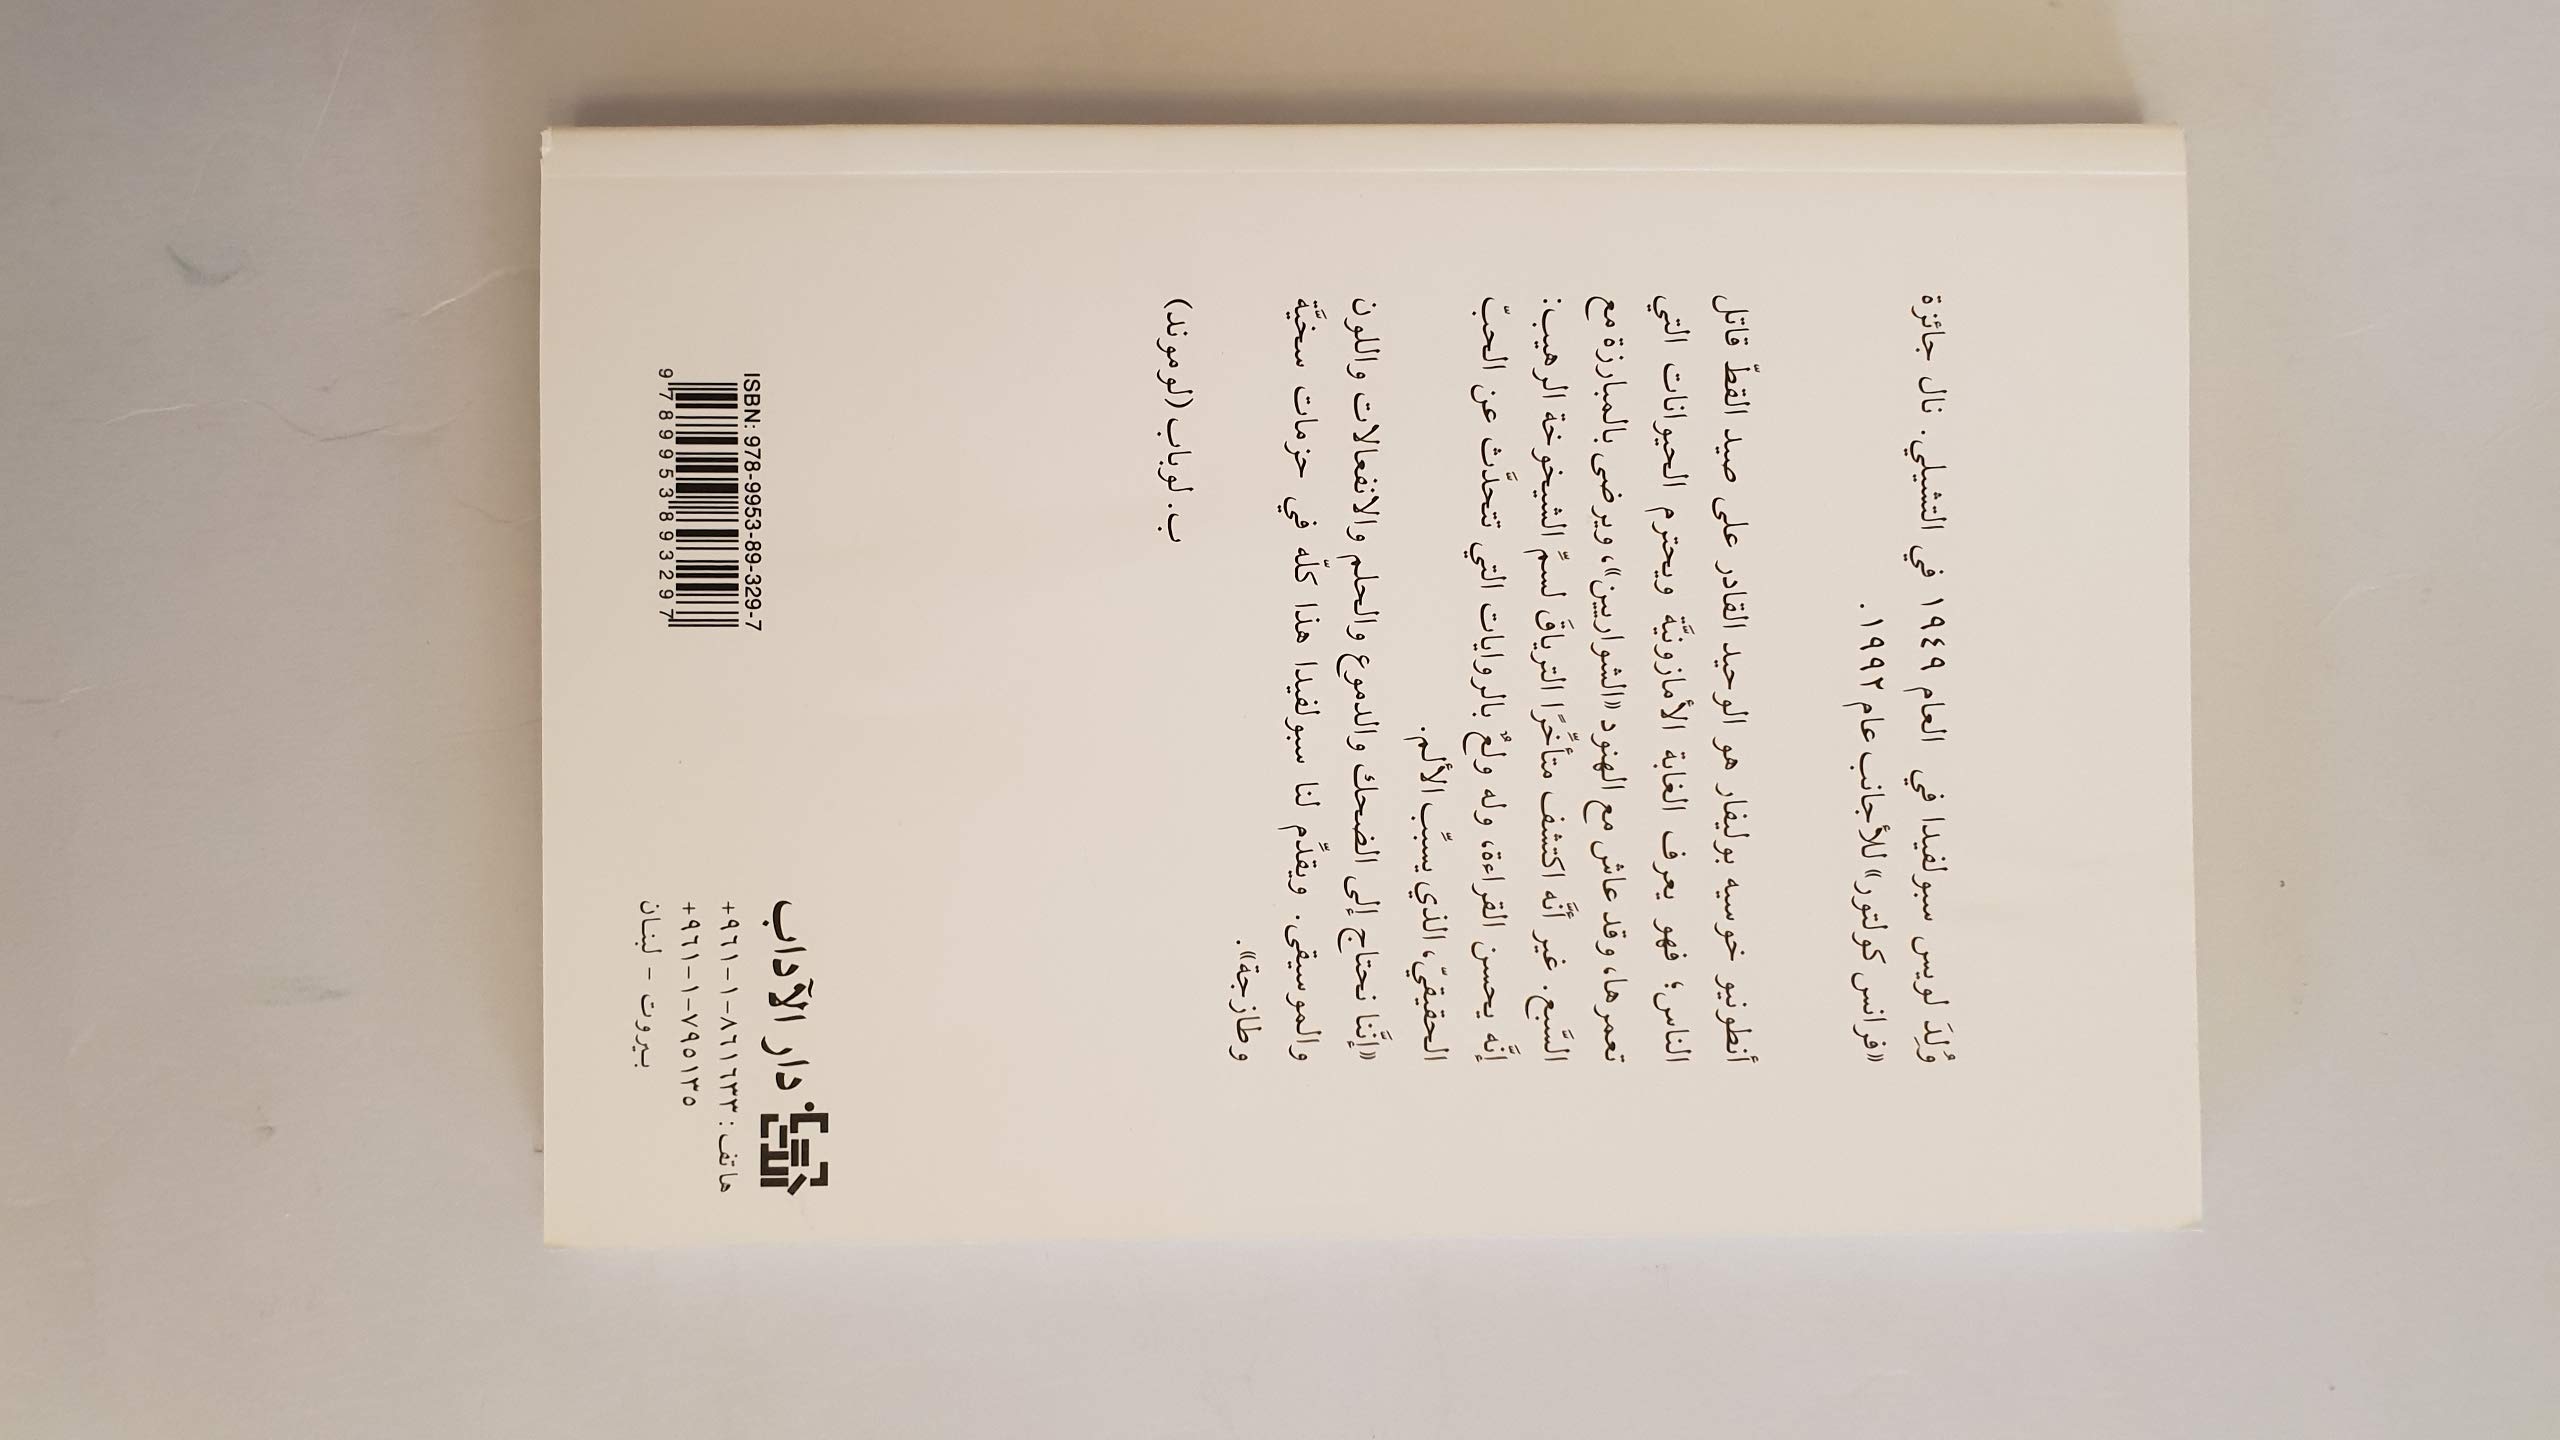 وُلِدَ لويس سبولفيدا في العام ١٩٤٩ في التشيلي. نال جائزة
«فرانس كولتور» للأجانب عام ١٩٩٢.
أنطونيو خوسيه بوليفار هو الوحيد القادر على صيد القطّ قاتل
الناس؛ فهو يعرف الغابة الأمازونيّة ويحترم الحيوانات التي
تعمرها، وقد عاش مع الهنود «الشواريين»، ويرضى بالمبارزة مع
السَّبع. غير أنّه اكتشف متأخّرًا الترياق لسمّ الشيخوخة الرهيب:
إنّه يحسن القراءة، وله ولعٌ بالروايات التي تتحدّث عن الحبّ
الحقيقيّ، الذي يسبّب الألم.
«إنّنا نحتاج إلى الضحك والدموع والحلم والانفعالات واللون
والموسيقى. ويقدّم لنا سبولفيدا هذا كلّه في حزمات سخيّة
وطازجة».
ب. لوباب (لوموند)
دار الآداب
هاتف: ٨٦١٦٣٣-١-٩٦١+
٧٩٥١٣٥-١-٩٦١+
بيروت - لبنان
ISBN: 978-9953-89-329-7
9 789953 893297